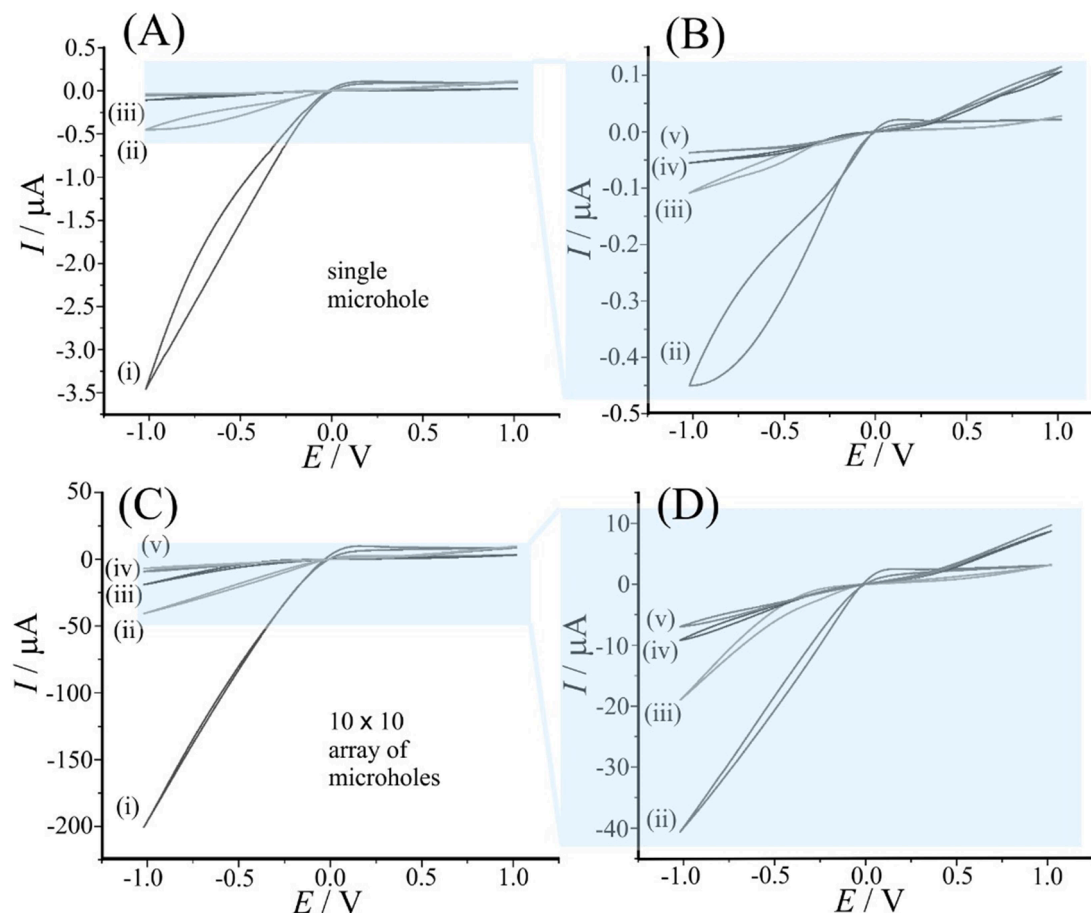 (A)
0.5
0.0
-0.5
-1.0
-1.5
-2.0
-2.5
-3.0
-3.5
I / μA
(iii)
(ii)
(i)
single
microhole
-1.0 -0.5 0.0 0.5 1.0
E / V
(B)
0.1
0.0
-0.1
-0.2
-0.3
-0.4
-0.5
I / μA
(v)
(iv)
(iii)
(ii)
-1.0 -0.5 0.0 0.5 1.0
E / V
(C)
50
0
-50
-100
-150
-200
I / μA
(v)
(iv)
(iii)
(ii)
(i)
10 x 10
array of
microholes
-1.0 -0.5 0.0 0.5 1.0
E / V
(D)
10
0
-10
-20
-30
-40
I / μA
(v)
(iv)
(iii)
(ii)
-1.0 -0.5 0.0 0.5 1.0
E / V